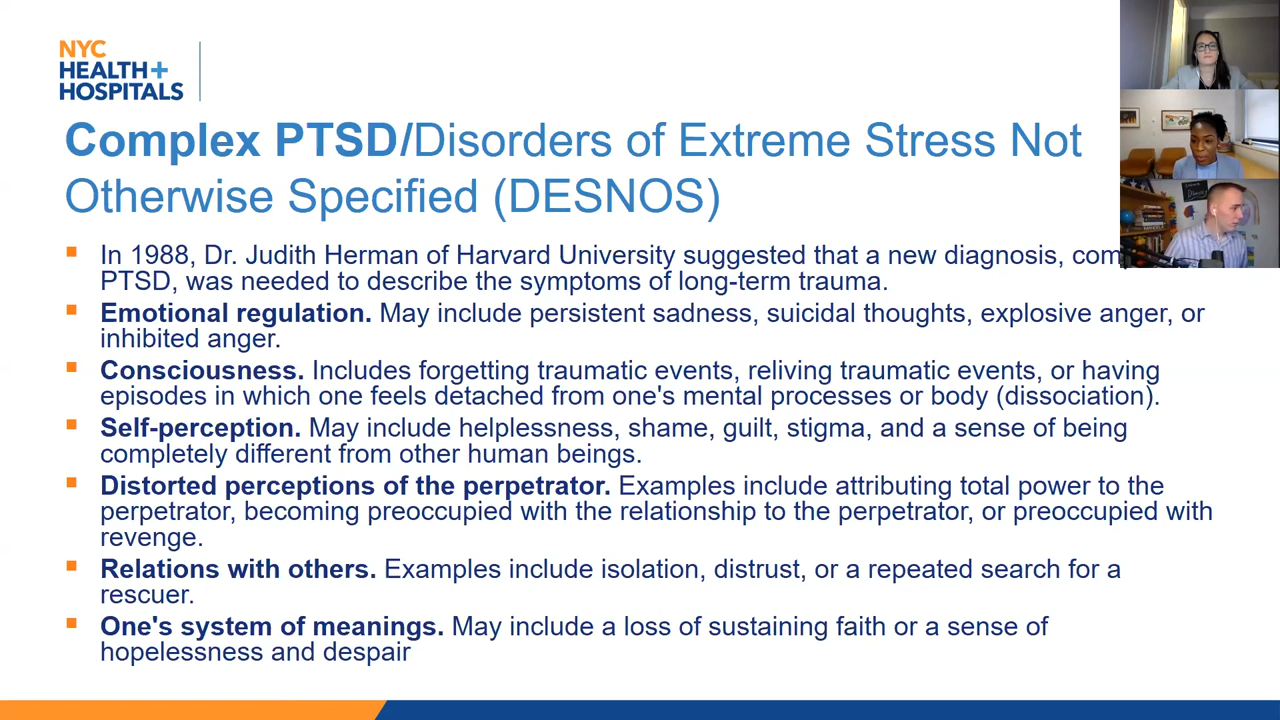 NYC
HEALTH+
HOSPITALS
Complex PTSD/Disorders of Extreme Stress Not
Otherwise Specified (DESNOS)
In 1988, Dr. Judith Herman of Harvard University suggested that a new diagnosis, com
PTSD, was needed to describe the symptoms of long-term trauma.
Emotional regulation. May include persistent sadness, suicidal thoughts, explosive anger, or
inhibited anger.
Consciousness. Includes forgetting traumatic events, reliving traumatic events, or having
episodes in which one feels detached from one's mental processes or body (dissociation).
Self-perception. May include helplessness, shame, guilt, stigma, and a sense of being
completely different from other human beings.
Distorted perceptions of the perpetrator. Examples include attributing total power to the
perpetrator, becoming preoccupied with the relationship to the perpetrator, or preoccupied with
revenge.
Relations with others. Examples include isolation, distrust, or a repeated search for a
rescuer.
One's system of meanings. May include a loss of sustaining faith or a sense of
hopelessness and despair